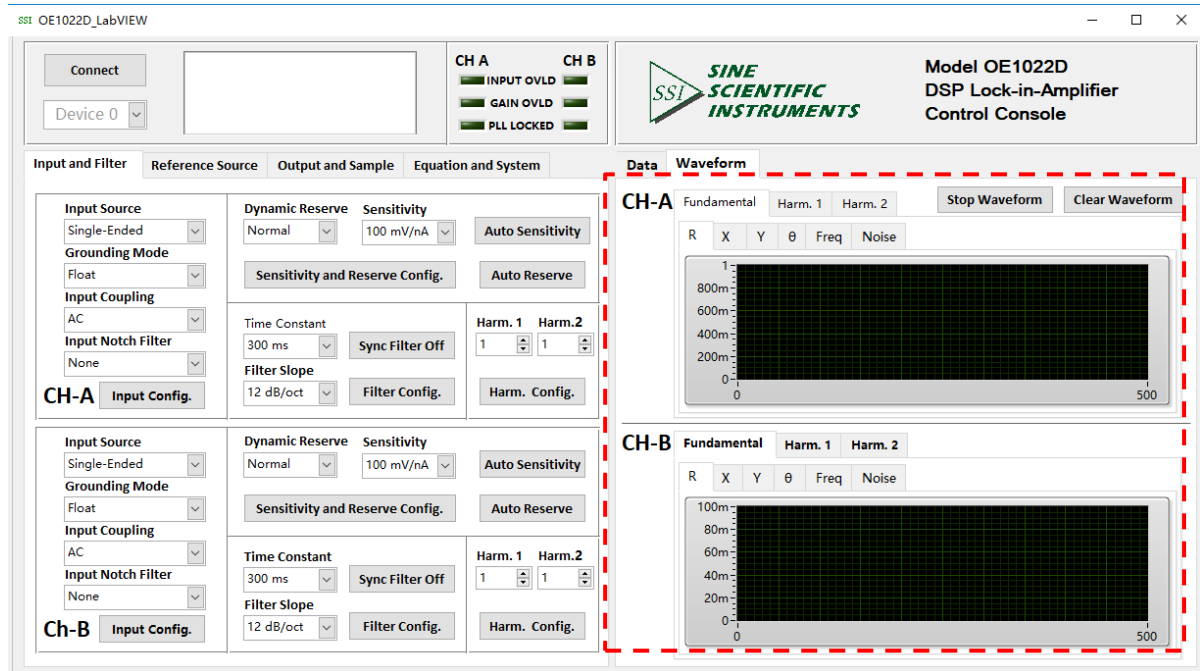 SSI OE1022D_LabVIEW
Connect
Device 0
CH A CH B
INPUT OVLD
GAIN OVLD
PLL LOCKED
SSI
SINE
SCIENTIFIC
INSTRUMENTS
Model OE1022D
DSP Lock-in-Amplifier
Control Console
Input and Filter Reference Source Output and Sample Equation and System
Input Source
Single-Ended
Grounding Mode
Float
Input Coupling
AC
Input Notch Filter
None
CH-A Input Config.
Dynamic Reserve Sensitivity
Normal 100 mV/nA Auto Sensitivity
Sensitivity and Reserve Config. Auto Reserve
Time Constant
300 ms Sync Filter Off
Filter Slope
12 dB/oct Filter Config.
Harm. 1 Harm.2
1 1
Harm. Config.
Input Source
Single-Ended
Grounding Mode
Float
Input Coupling
AC
Input Notch Filter
None
Ch-B Input Config.
Dynamic Reserve Sensitivity
Normal 100 mV/nA Auto Sensitivity
Sensitivity and Reserve Config. Auto Reserve
Time Constant
300 ms Sync Filter Off
Filter Slope
12 dB/oct Filter Config.
Harm. 1 Harm.2
1 1
Harm. Config.
Data Waveform
CH-A Fundamental Harm. 1 Harm. 2 Stop Waveform Clear Waveform
R X Y θ Freq Noise
1
800m
600m
400m
200m
0
0 500
CH-B Fundamental Harm. 1 Harm. 2
R X Y θ Freq Noise
100m
80m
60m
40m
20m
0
0 500